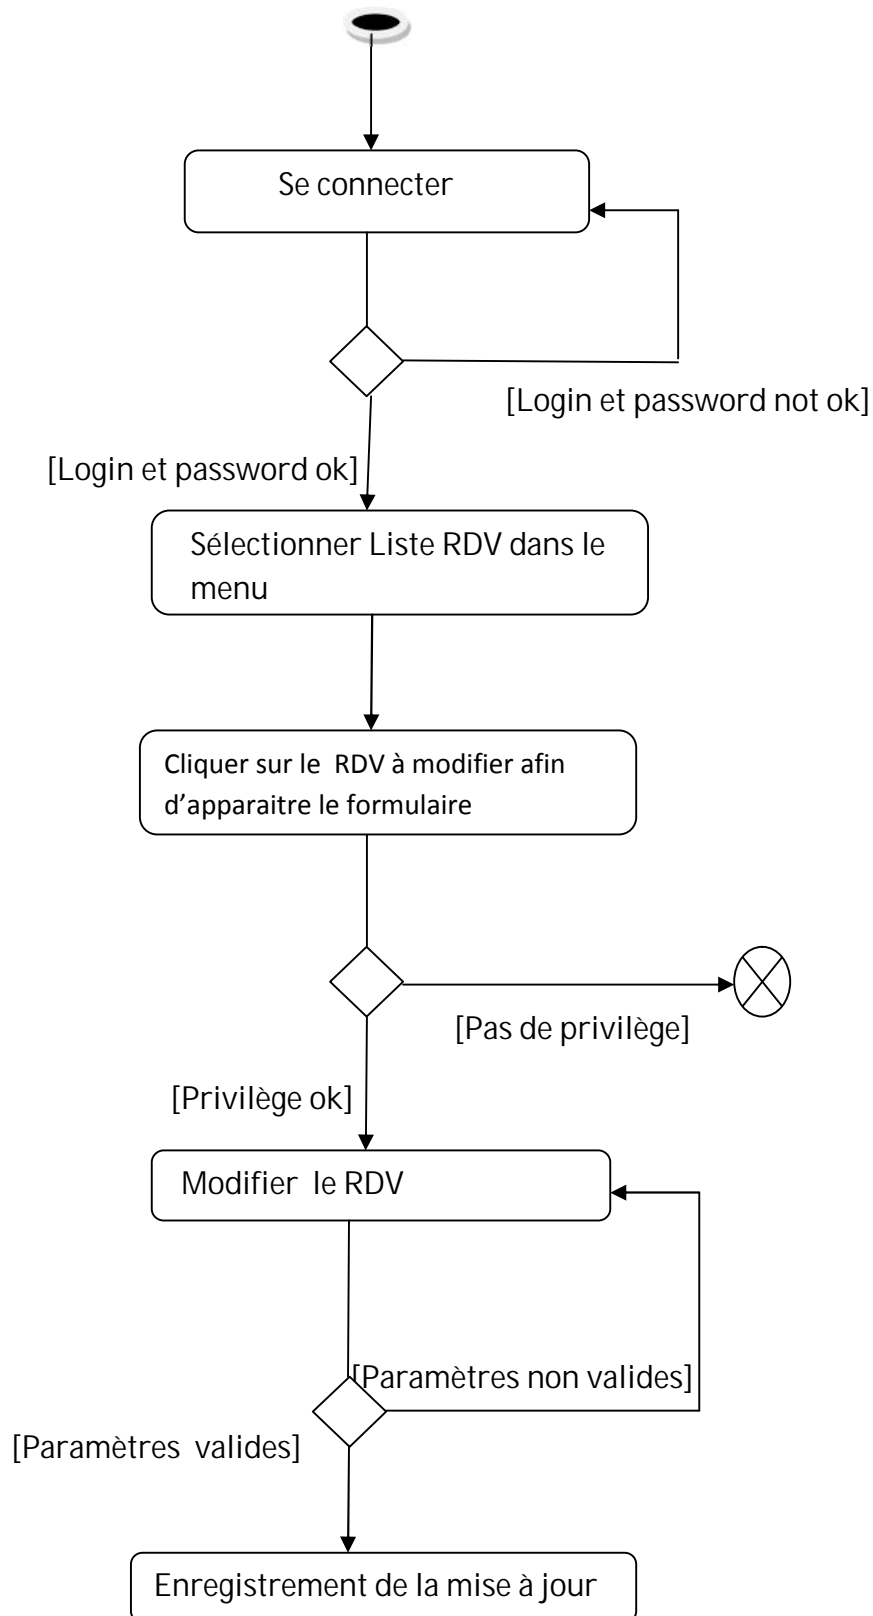 Se connecter
[Login et password not ok]
[Login et password ok]
Sélectionner Liste RDV dans le
menu
Cliquer sur le RDV à modifier afin
d'apparaitre le formulaire
[Pas de privilège]
[Privilège ok]
Modifier le RDV
[Paramètres non valides]
[Paramètres valides]
Enregistrement de la mise à jour